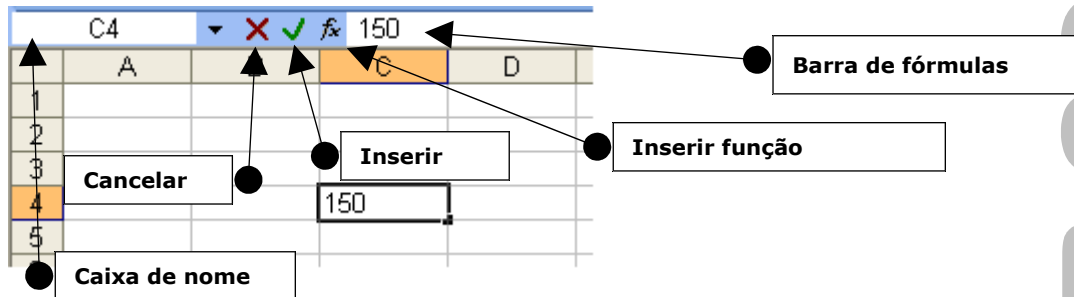 C4 fx 150
Barra de fórmulas
A C D
1
2
Inserir
Inserir função
3
Cancelar
4 150
5
Caixa de nome